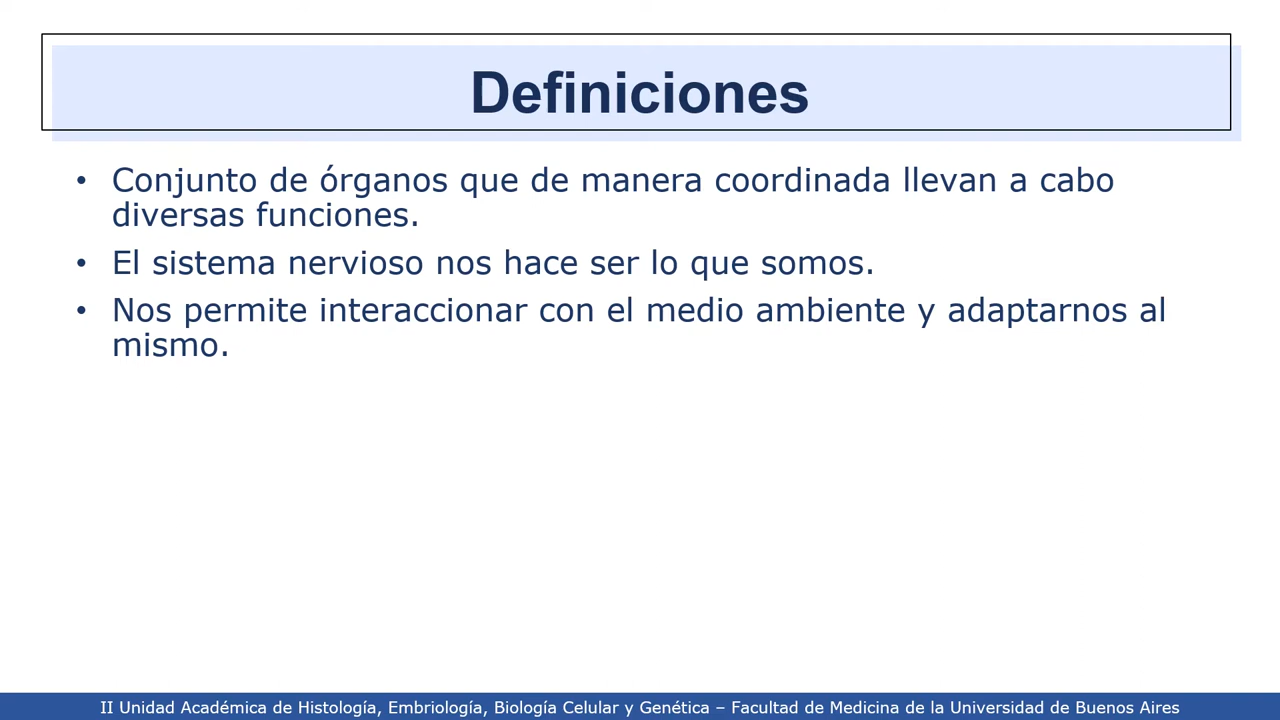 Definiciones
• Conjunto de órganos que de manera coordinada llevan a cabo
diversas funciones.
• El sistema nervioso nos hace ser lo que somos.
• Nos permite interaccionar con el medio ambiente y adaptarnos al
mismo.
II Unidad Académica de Histología, Embriología, Biología Celular y Genética – Facultad de Medicina de la Universidad de Buenos Aires